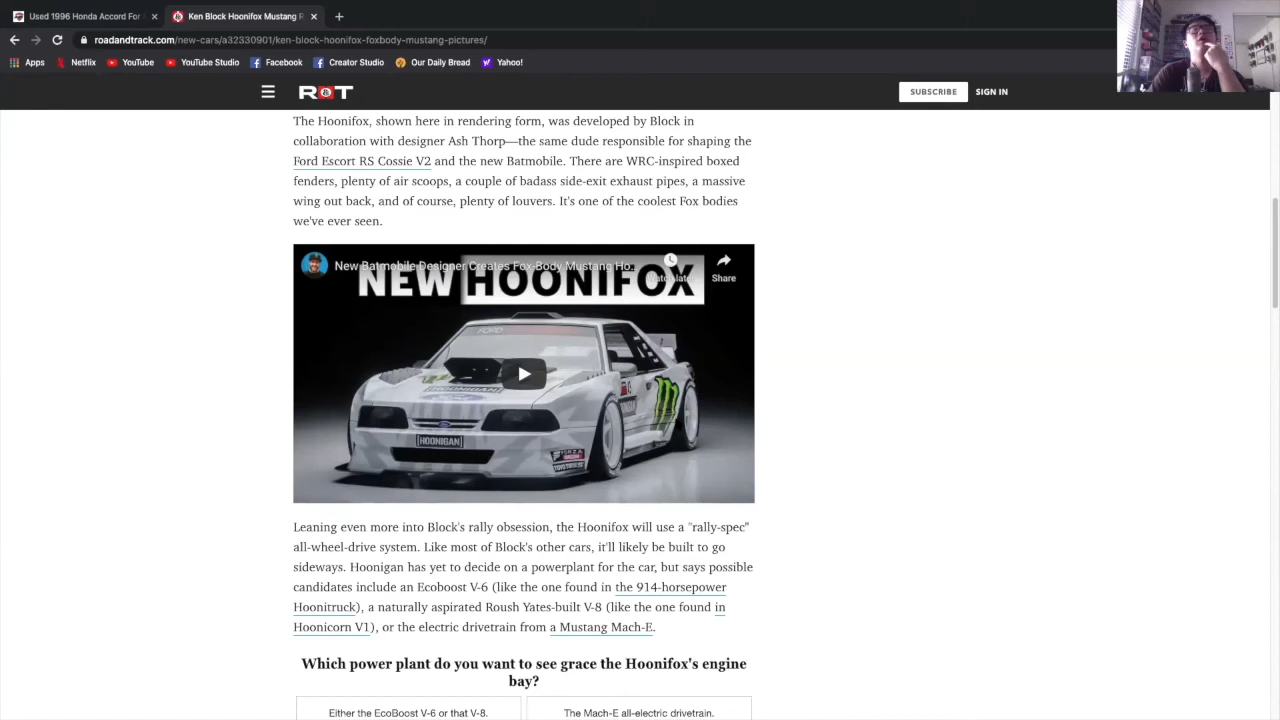 Used 1996 Honda Accord For
Ken Block Hoonifox Mustang R
roadandtrack.com/new-cars/a32330901/ken-block-hoonifox-foxbody-mustang-pictures/
Apps Netflix YouTube YouTube Studio Facebook Creator Studio Our Daily Bread Yahoo!
R&T SUBSCRIBE SIGN IN
The Hoonifox, shown here in rendering form, was developed by Block in
collaboration with designer Ash Thorp—the same dude responsible for shaping the
Ford Escort RS Cossie V2 and the new Batmobile. There are WRC-inspired boxed
fenders, plenty of air scoops, a couple of badass side-exit exhaust pipes, a massive
wing out back, and of course, plenty of louvers. It's one of the coolest Fox bodies
we've ever seen.
New Batmobile Designer Creates Fox-Body Mustang Ho...
Watch later Share
NEW HOONIFOX
FORD
HOONIGAN
Ford
[HOONIGAN]
FORZA
TOYO TIRES
Leaning even more into Block's rally obsession, the Hoonifox will use a "rally-spec"
all-wheel-drive system. Like most of Block's other cars, it'll likely be built to go
sideways. Hoonigan has yet to decide on a powerplant for the car, but says possible
candidates include an Ecoboost V-6 (like the one found in the 914-horsepower
Hoonitruck), a naturally aspirated Roush Yates-built V-8 (like the one found in
Hoonicorn V1), or the electric drivetrain from a Mustang Mach-E.
Which power plant do you want to see grace the Hoonifox's engine
bay?
Either the EcoBoost V-6 or that V-8.
The Mach-E all-electric drivetrain.